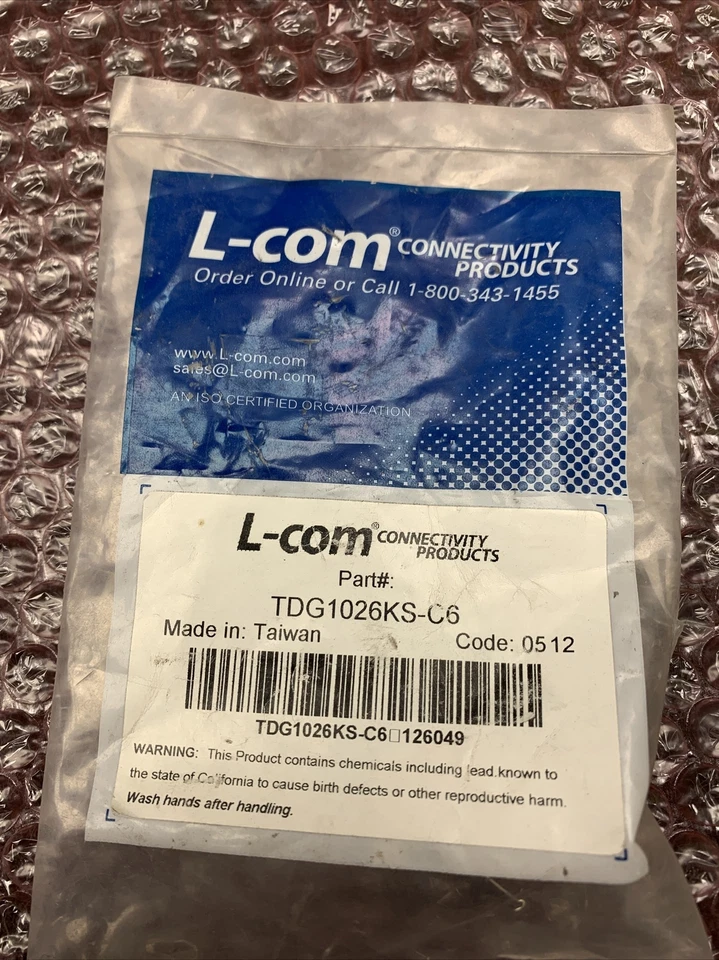 L-com® CONNECTIVITY
PRODUCTS
Order Online or Call 1-800-343-1455
www.L-com.com
sales@L-com.com
AN ISO CERTIFIED ORGANIZATION
L-com® CONNECTIVITY
PRODUCTS
Part#:
TDG1026KS-C6
Made in: Taiwan Code: 0512
TDG1026KS-C6□126049
WARNING: This Product contains chemicals including lead.known to
the state of California to cause birth defects or other reproductive harm.
Wash hands after handling.